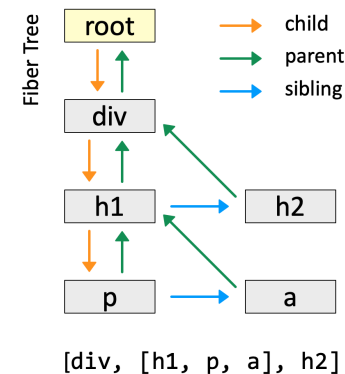 Fiber Tree
root
child
parent
sibling
div
h1
h2
p
a
[div, [h1, p, a], h2]